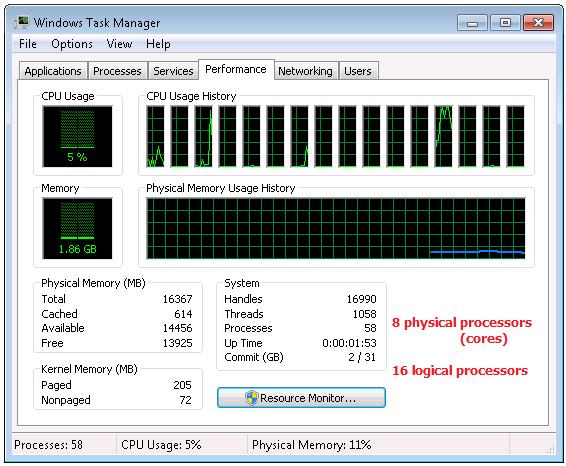 Windows Task Manager
File Options View Help
Applications Processes Services Performance Networking Users
CPU Usage
5 %
CPU Usage History
Memory
1.86 GB
Physical Memory Usage History
Physical Memory (MB)
Total 16367
Cached 614
Available 14456
Free 13925
Kernel Memory (MB)
Paged 205
Nonpaged 72
System
Handles 16990
Threads 1058
Processes 58
Up Time 0:00:01:53
Commit (GB) 2 / 31
Resource Monitor...
8 physical processors
(cores)
16 logical processors
Processes: 58 CPU Usage: 5% Physical Memory: 11%